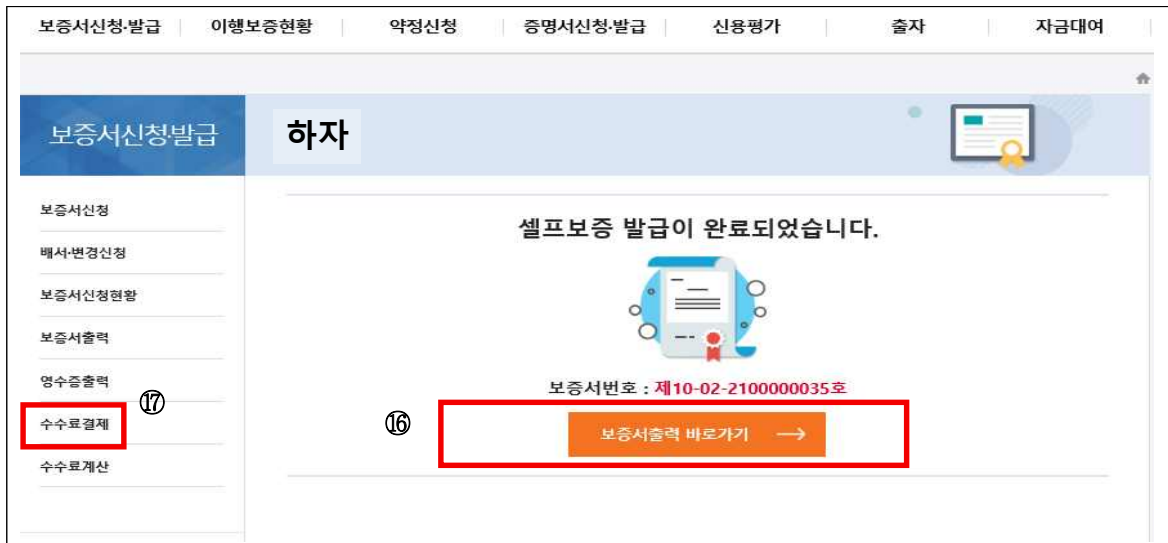 보증서신청·발급 이행보증현황 약정신청 증명서신청·발급 신용평가 출자 자금대여
보증서신청·발급
하자
보증서신청
배서·변경신청
보증서신청현황
보증서출력
영수증출력
⑰
수수료결제
수수료계산
셀프보증 발급이 완료되었습니다.
보증서번호 : 제10-02-2100000035호
⑯
보증서출력 바로가기 →